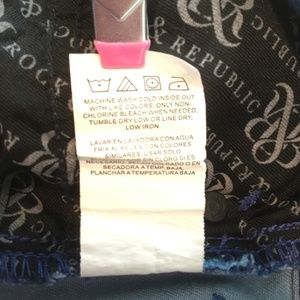 ROCK & REPUBLIC
MACHINE WASH COLD INSIDE OUT
WITH LIKE COLORS, ONLY NON-
CHLORINE BLEACH WHEN NEEDED,
TUMBLE DRY LOW OR LINE DRY,
LOW IRON
LAVAR EN LAVADORA CON AGUA
FRIA AL REVES CON COLORES
SIMILARES, USAR SOLO
SECADORA A TEMP. BAJA,
PLANCHAR A TEMPERATURA BAJA